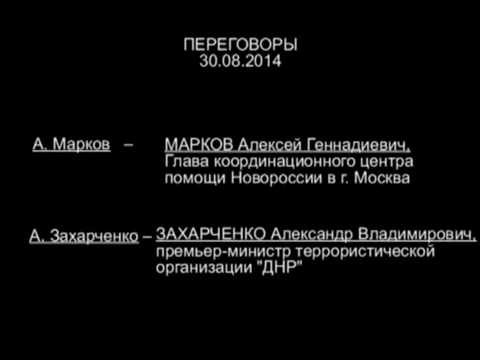 ПЕРЕГОВОРЫ
30.08.2014
А. Марков – МАРКОВ Алексей Геннадиевич,
Глава координационного центра
помощи Новороссии в г. Москва
А. Захарченко – ЗАХАРЧЕНКО Александр Владимирович,
премьер-министр террористической
организации "ДНР"